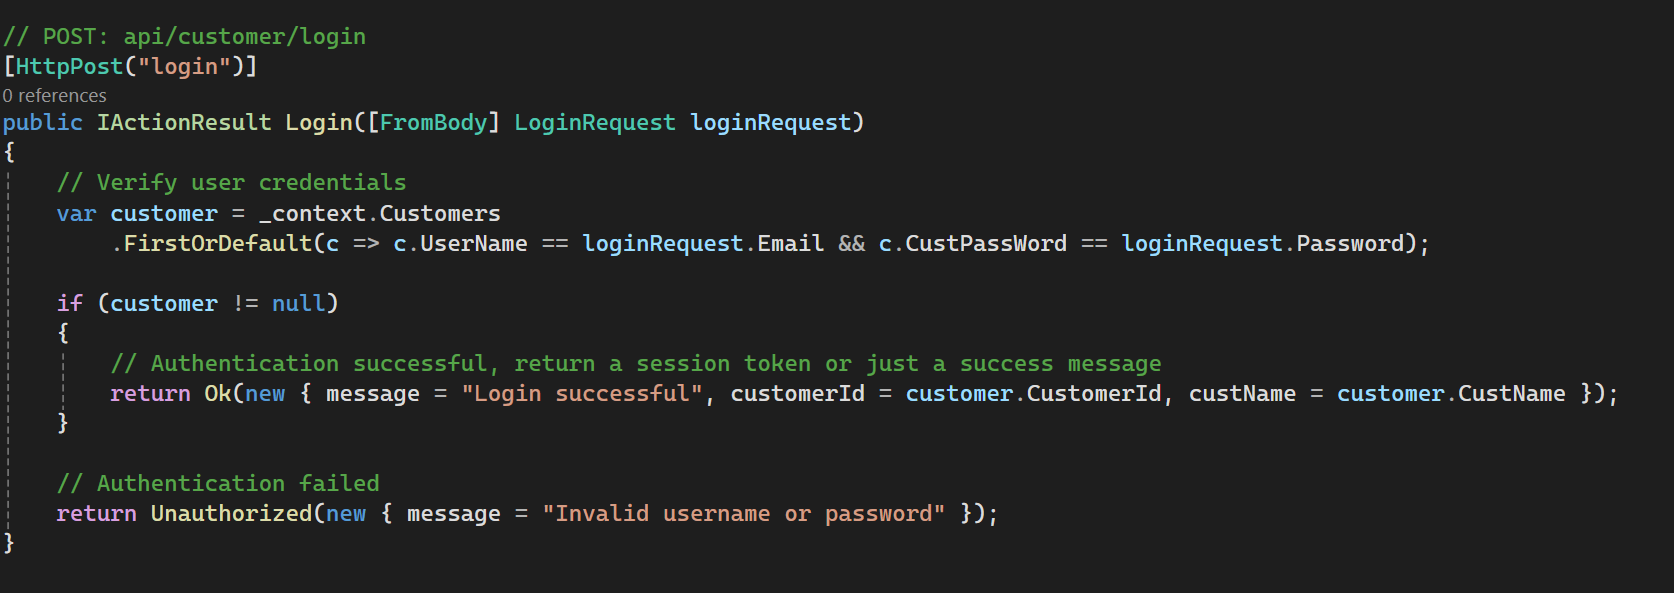 // POST: api/customer/login
[HttpPost("login")]
0 references
public IActionResult Login([FromBody] LoginRequest loginRequest)
{
// Verify user credentials
var customer = _context.Customers
.FirstOrDefault(c => c.UserName == loginRequest.Email && c.CustPassWord == loginRequest.Password);
if (customer != null)
{
// Authentication successful, return a session token or just a success message
return Ok(new { message = "Login successful", customerId = customer.CustomerId, custName = customer.CustName });
}
// Authentication failed
return Unauthorized(new { message = "Invalid username or password" });
}